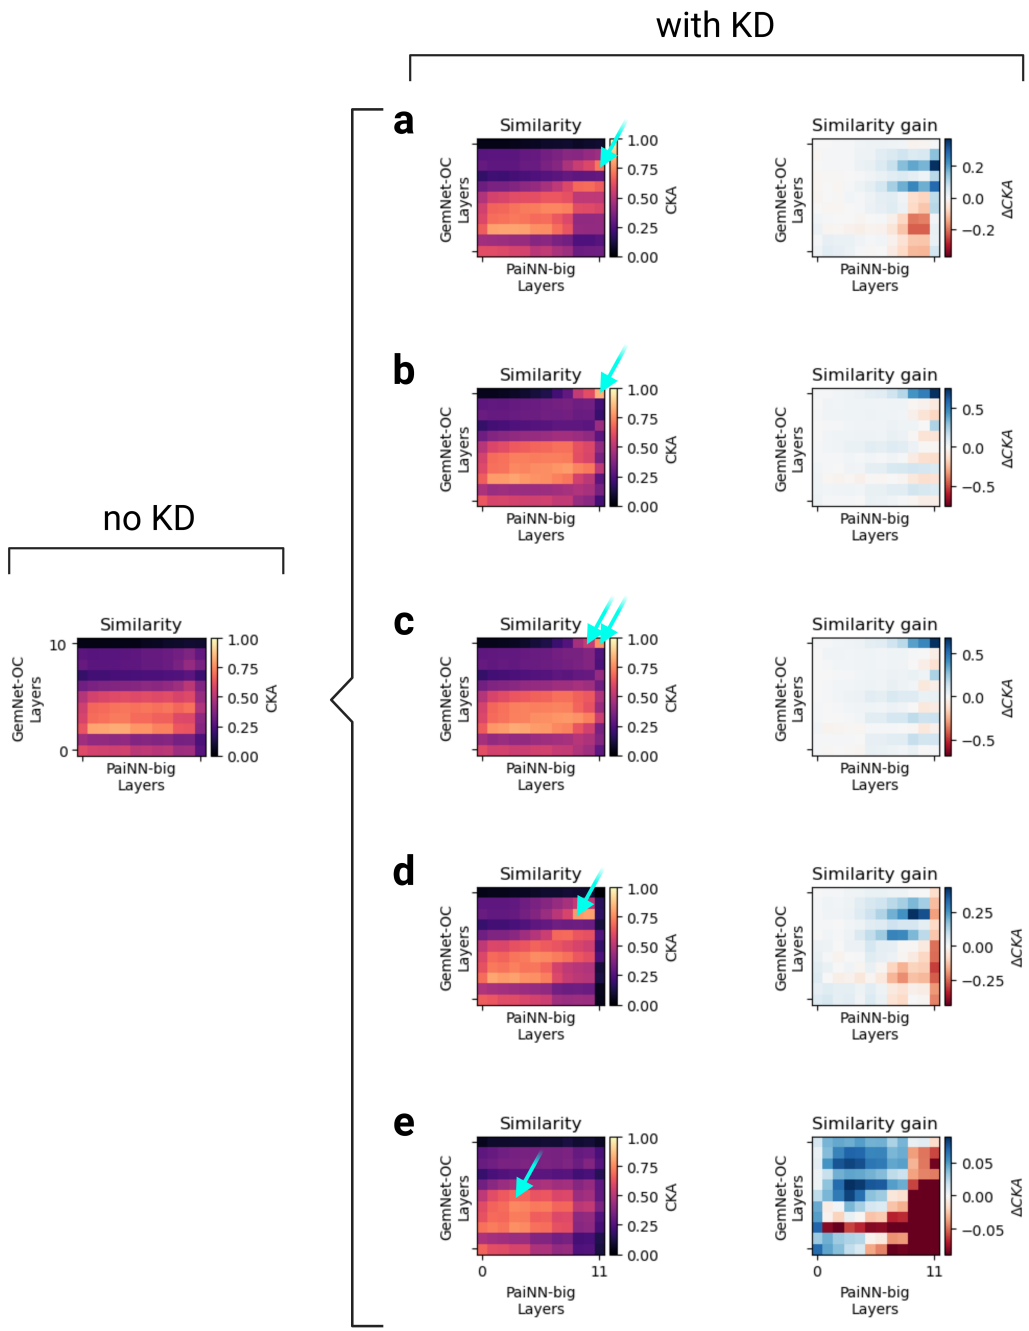 with KD
a
Similarity
1.00
0.75
0.50
0.25
0.00
CKA
GemNet-OC
Layers
PaiNN-big
Layers
Similarity gain
0.2
0.0
−0.2
ΔCKA
GemNet-OC
Layers
PaiNN-big
Layers
b
Similarity
1.00
0.75
0.50
0.25
0.00
CKA
GemNet-OC
Layers
PaiNN-big
Layers
Similarity gain
0.5
0.0
−0.5
ΔCKA
GemNet-OC
Layers
PaiNN-big
Layers
no KD
Similarity
10
0
1.00
0.75
0.50
0.25
0.00
CKA
GemNet-OC
Layers
PaiNN-big
Layers
c
Similarity
1.00
0.75
0.50
0.25
0.00
CKA
GemNet-OC
Layers
PaiNN-big
Layers
Similarity gain
0.5
0.0
−0.5
ΔCKA
GemNet-OC
Layers
PaiNN-big
Layers
d
Similarity
1.00
0.75
0.50
0.25
0.00
CKA
GemNet-OC
Layers
PaiNN-big
Layers
Similarity gain
0.25
0.00
−0.25
ΔCKA
GemNet-OC
Layers
PaiNN-big
Layers
e
Similarity
1.00
0.75
0.50
0.25
0.00
CKA
GemNet-OC
Layers
0 11
PaiNN-big
Layers
Similarity gain
0.05
0.00
−0.05
ΔCKA
GemNet-OC
Layers
0 11
PaiNN-big
Layers